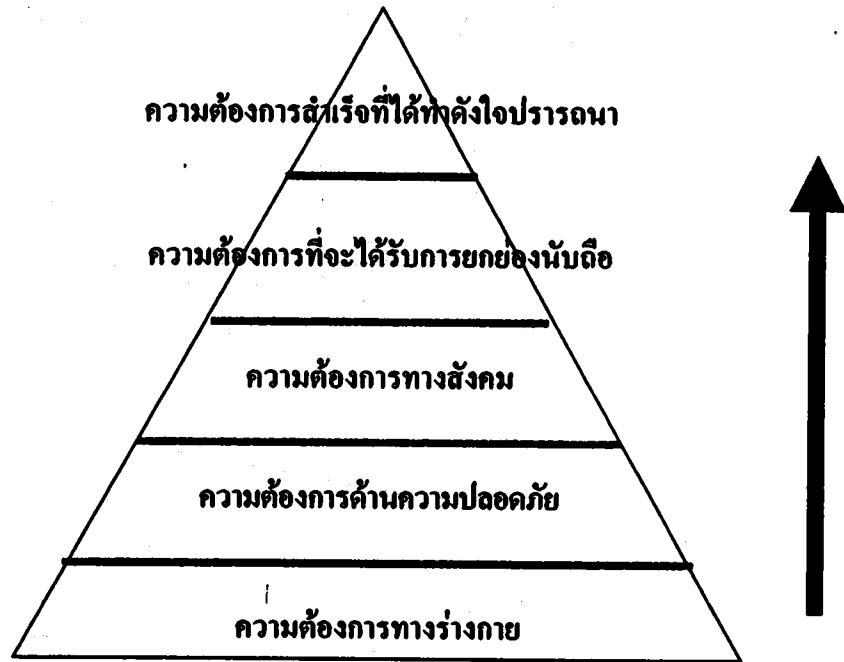 ความต้องการสำเร็จที่ได้ทำดังใจปรารถนา
ความต้องการที่จะได้รับการยกย่องนับถือ
ความต้องการทางสังคม
ความต้องการด้านความปลอดภัย
ความต้องการทางร่างกาย